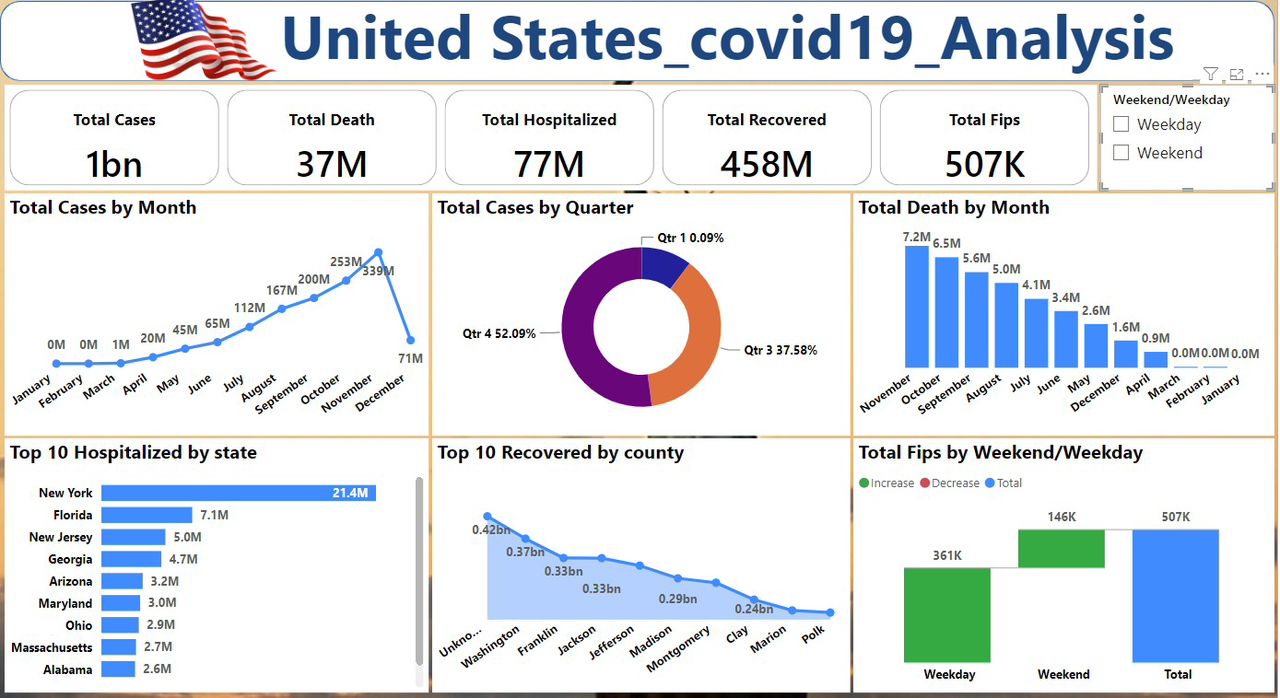 United States_covid19_Analysis
Total Cases
1bn
Total Death
37M
Total Hospitalized
77M
Total Recovered
458M
Total Fips
507K
Weekend/Weekday
Weekday
Weekend
Total Cases by Month
0M
0M
1M
20M
45M
65M
112M
167M
200M
253M
339M
71M
January
February
March
April
May
June
July
August
September
October
November
December
Total Cases by Quarter
Qtr 1 0.09%
Qtr 4 52.09%
Qtr 3 37.58%
Total Death by Month
7.2M
6.5M
5.6M
5.0M
4.1M
3.4M
2.6M
1.6M
0.9M
0.0M
0.0M
0.0M
November
October
September
August
July
June
May
December
April
March
February
January
Top 10 Hospitalized by state
New York 21.4M
Florida 7.1M
New Jersey 5.0M
Georgia 4.7M
Arizona 3.2M
Maryland 3.0M
Ohio 2.9M
Massachusetts 2.7M
Alabama 2.6M
Top 10 Recovered by county
0.42bn
0.37bn
0.33bn
0.33bn
0.29bn
0.24bn
Unkno...
Washington
Franklin
Jackson
Jefferson
Madison
Montgomery
Clay
Marion
Polk
Total Fips by Weekend/Weekday
Increase Decrease Total
361K
146K
507K
Weekday
Weekend
Total